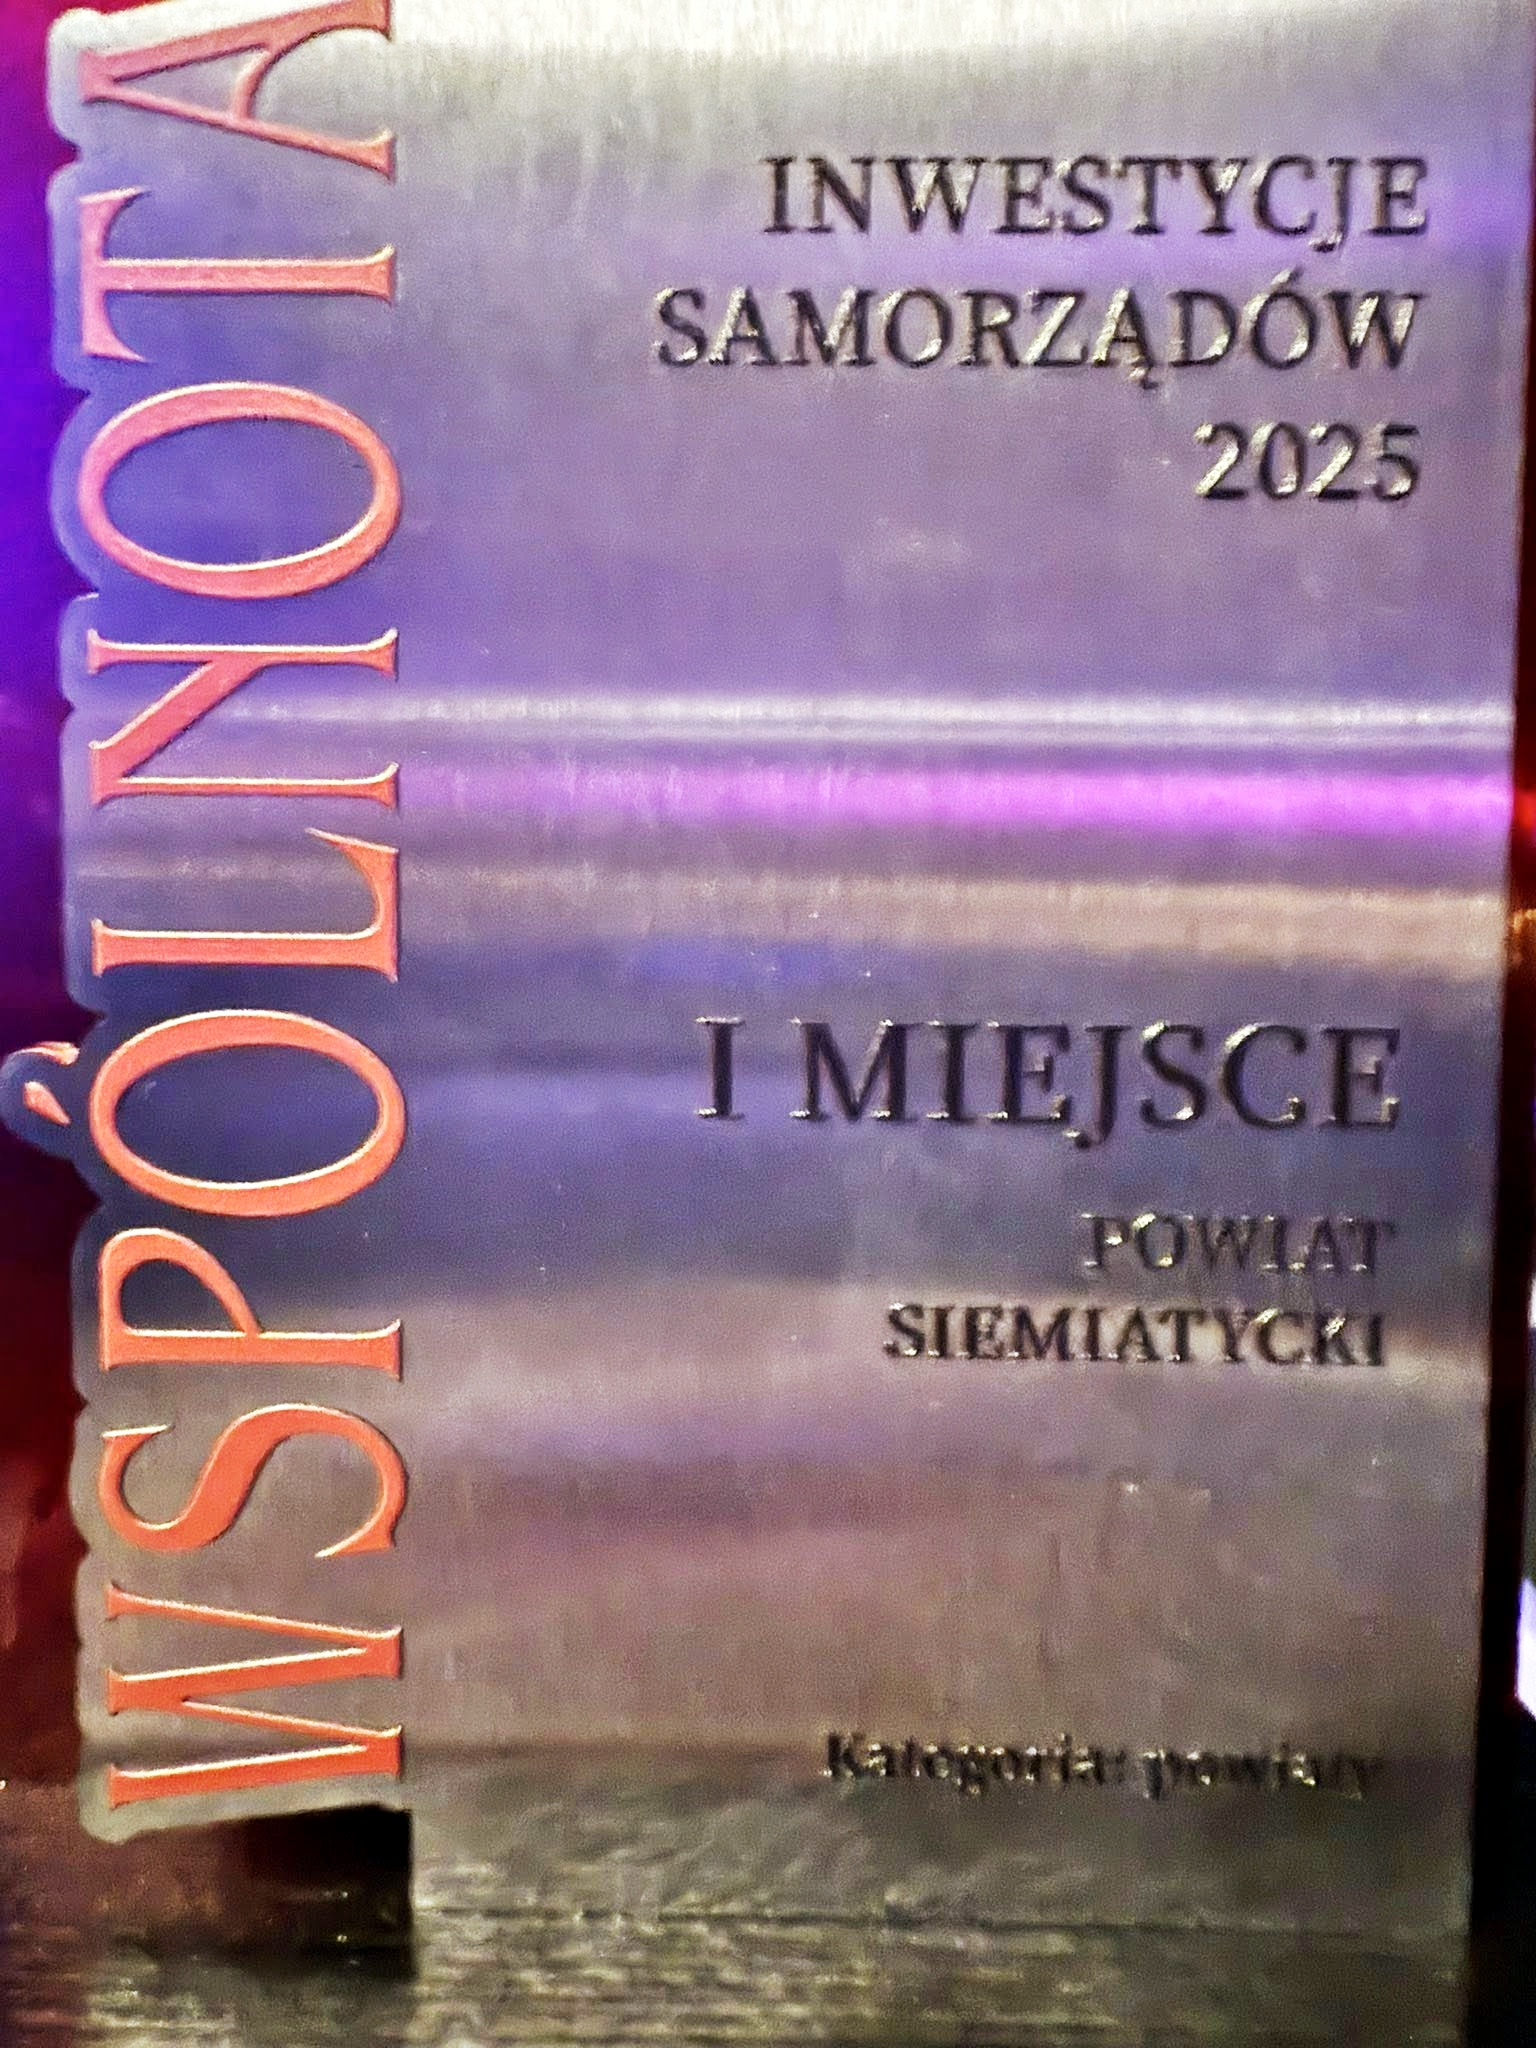 WSPÓLNOTA
INWESTYCJE
SAMORZĄDÓW
2025
I MIEJSCE
POWIAT
SIEMIATYCKI
Kategoria: powiaty